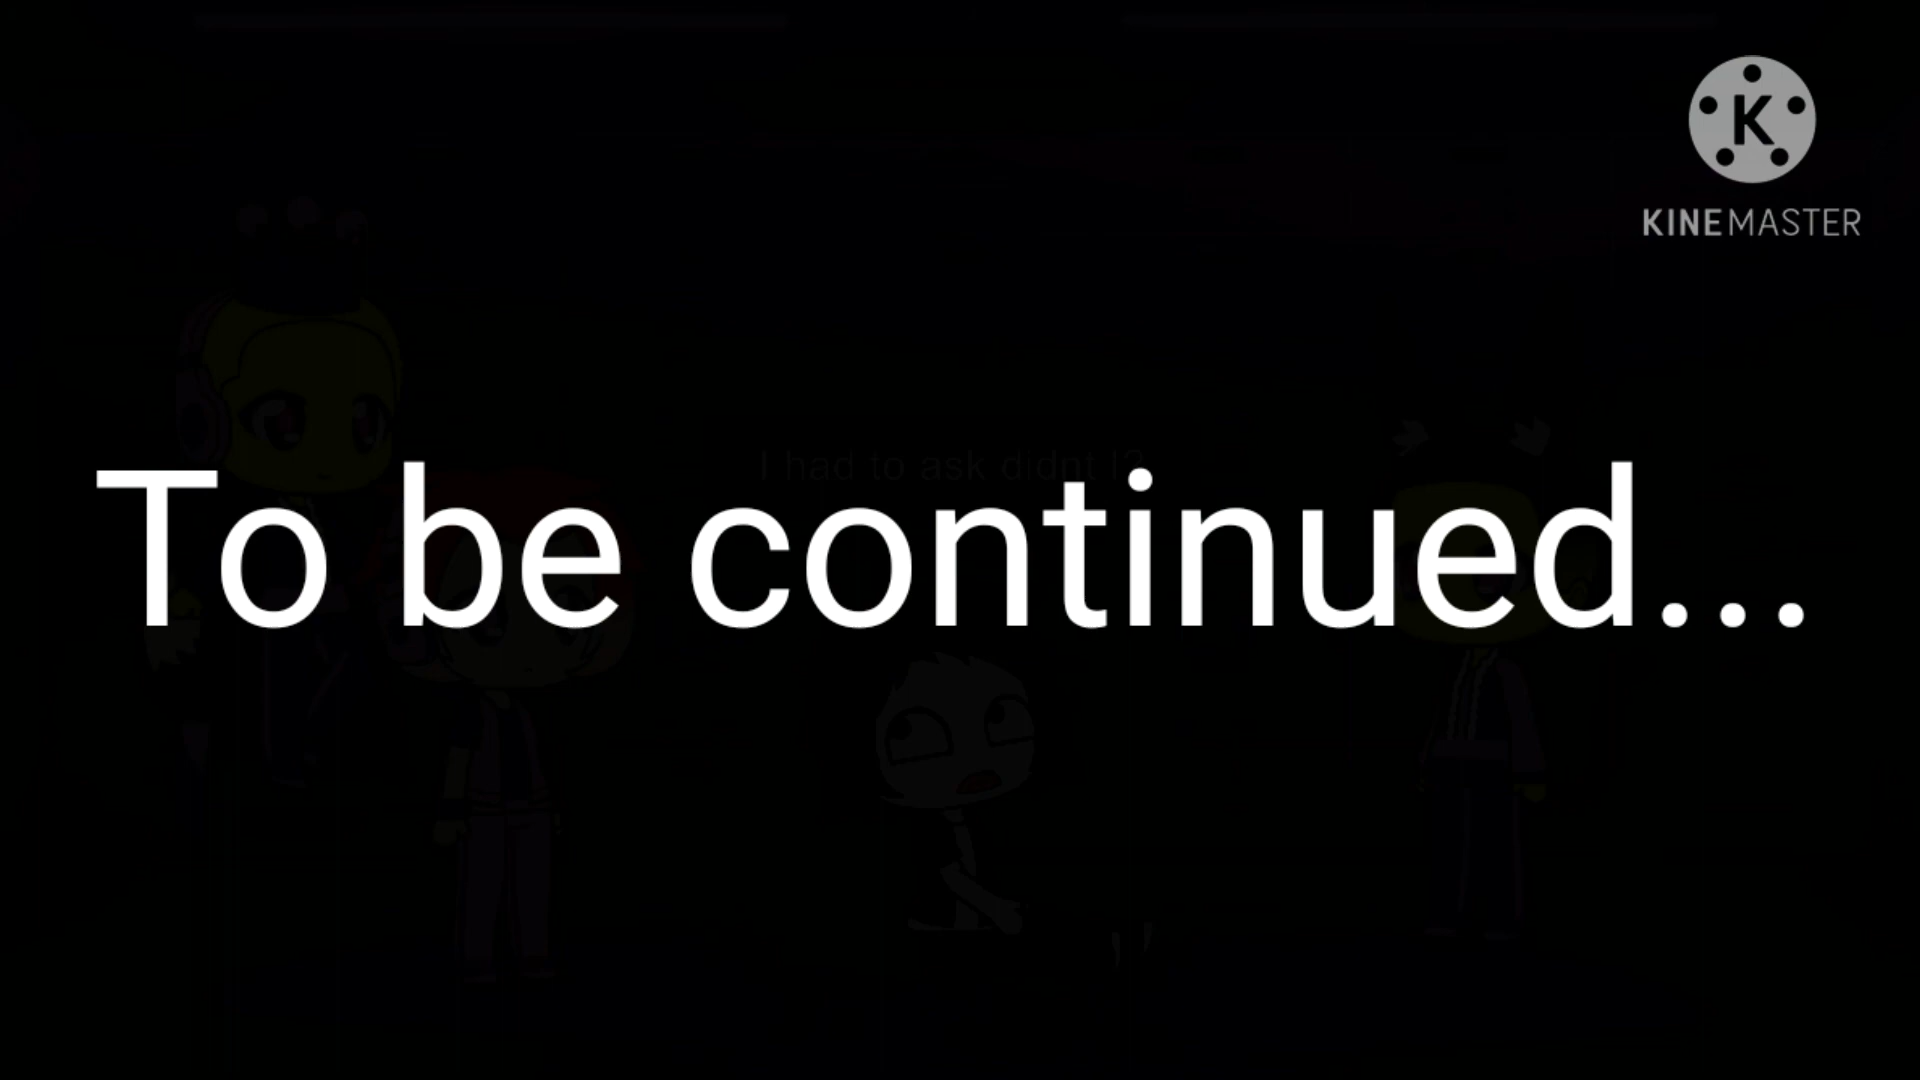 K
KINEMASTER
I had to ask didnt I?
To be continued...